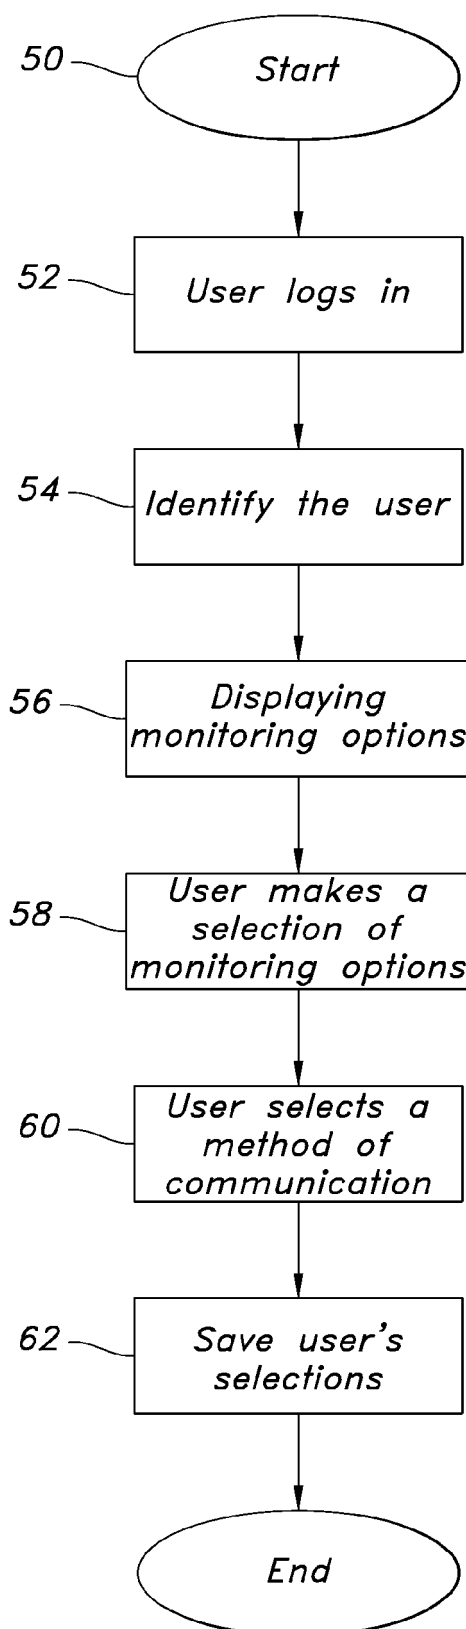 50
Start
52
User logs in
54
Identify the user
56
Displaying
monitoring options
58
User makes a
selection of
monitoring options
60
User selects a
method of
communication
62
Save user's
selections
End